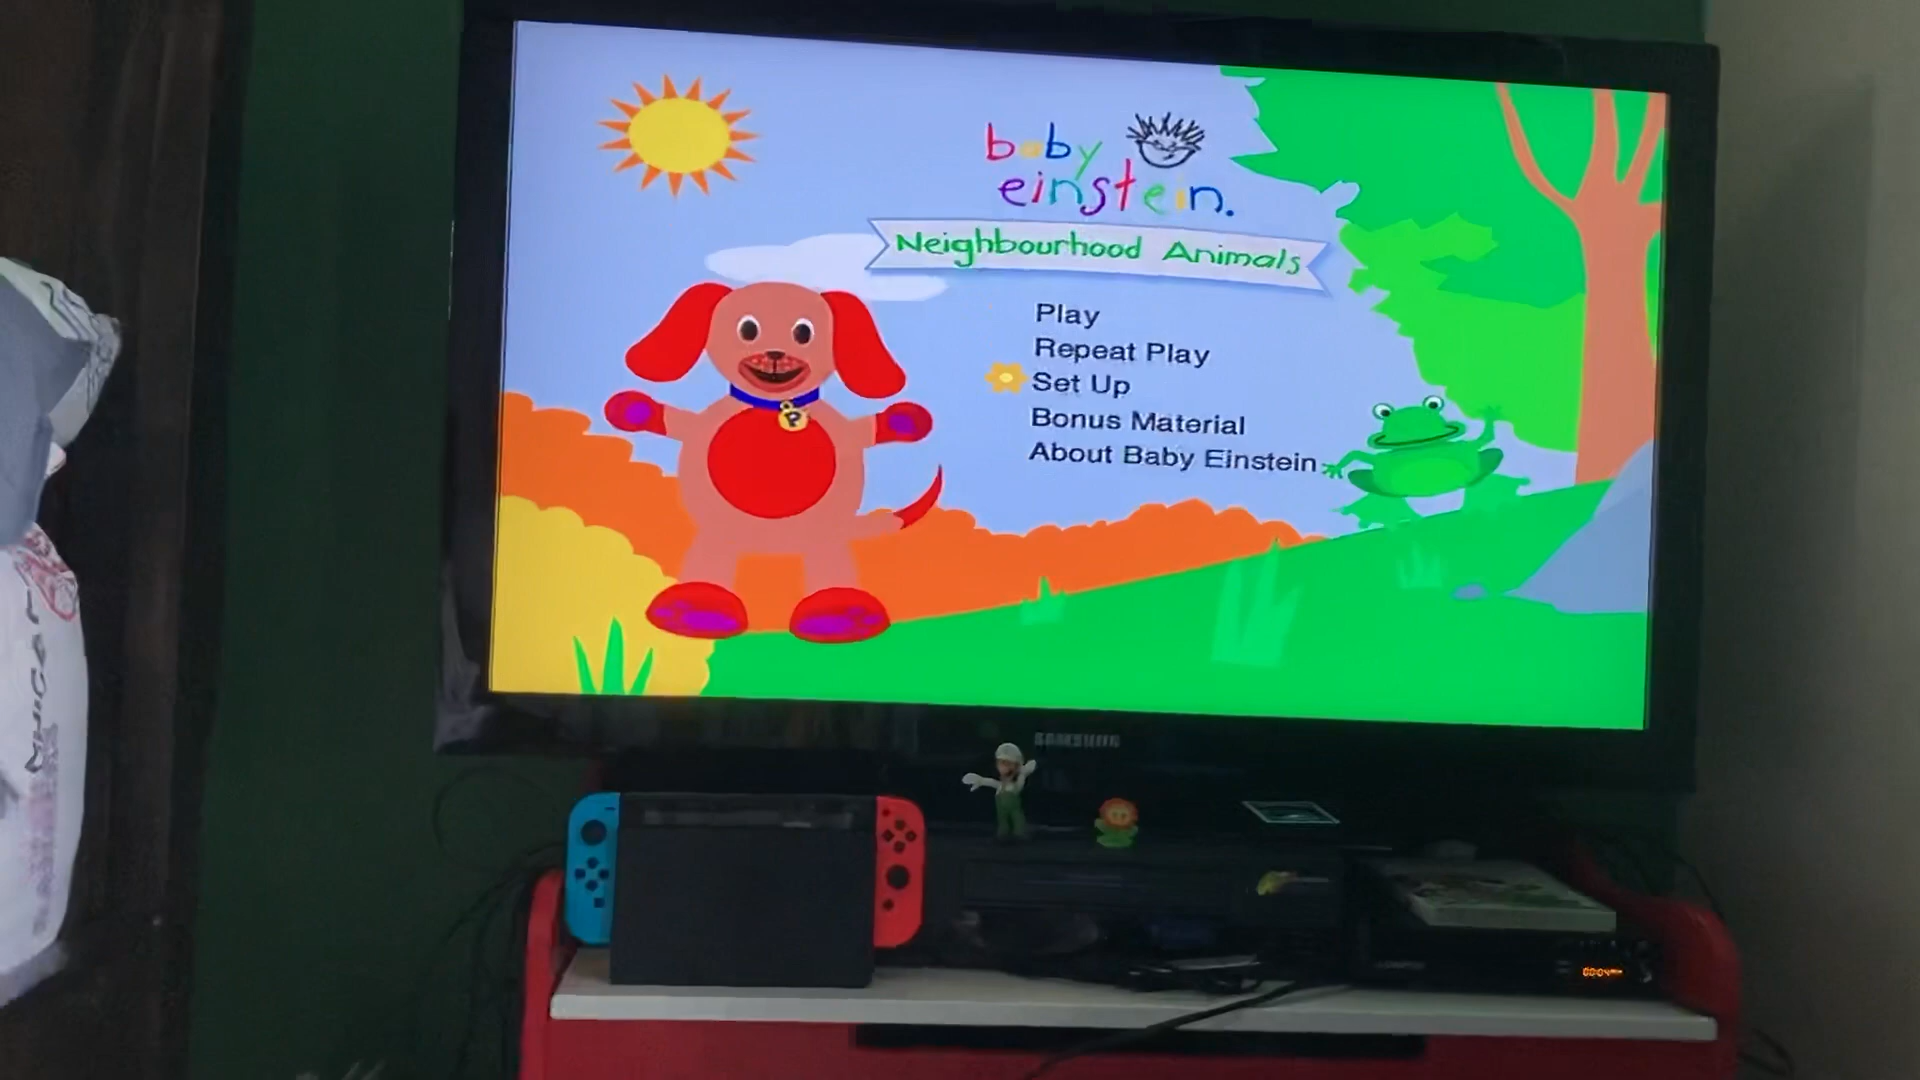 baby
einstein.
Neighbourhood Animals
Play
Repeat Play
Set Up
Bonus Material
About Baby Einstein
P
SAMSUNG